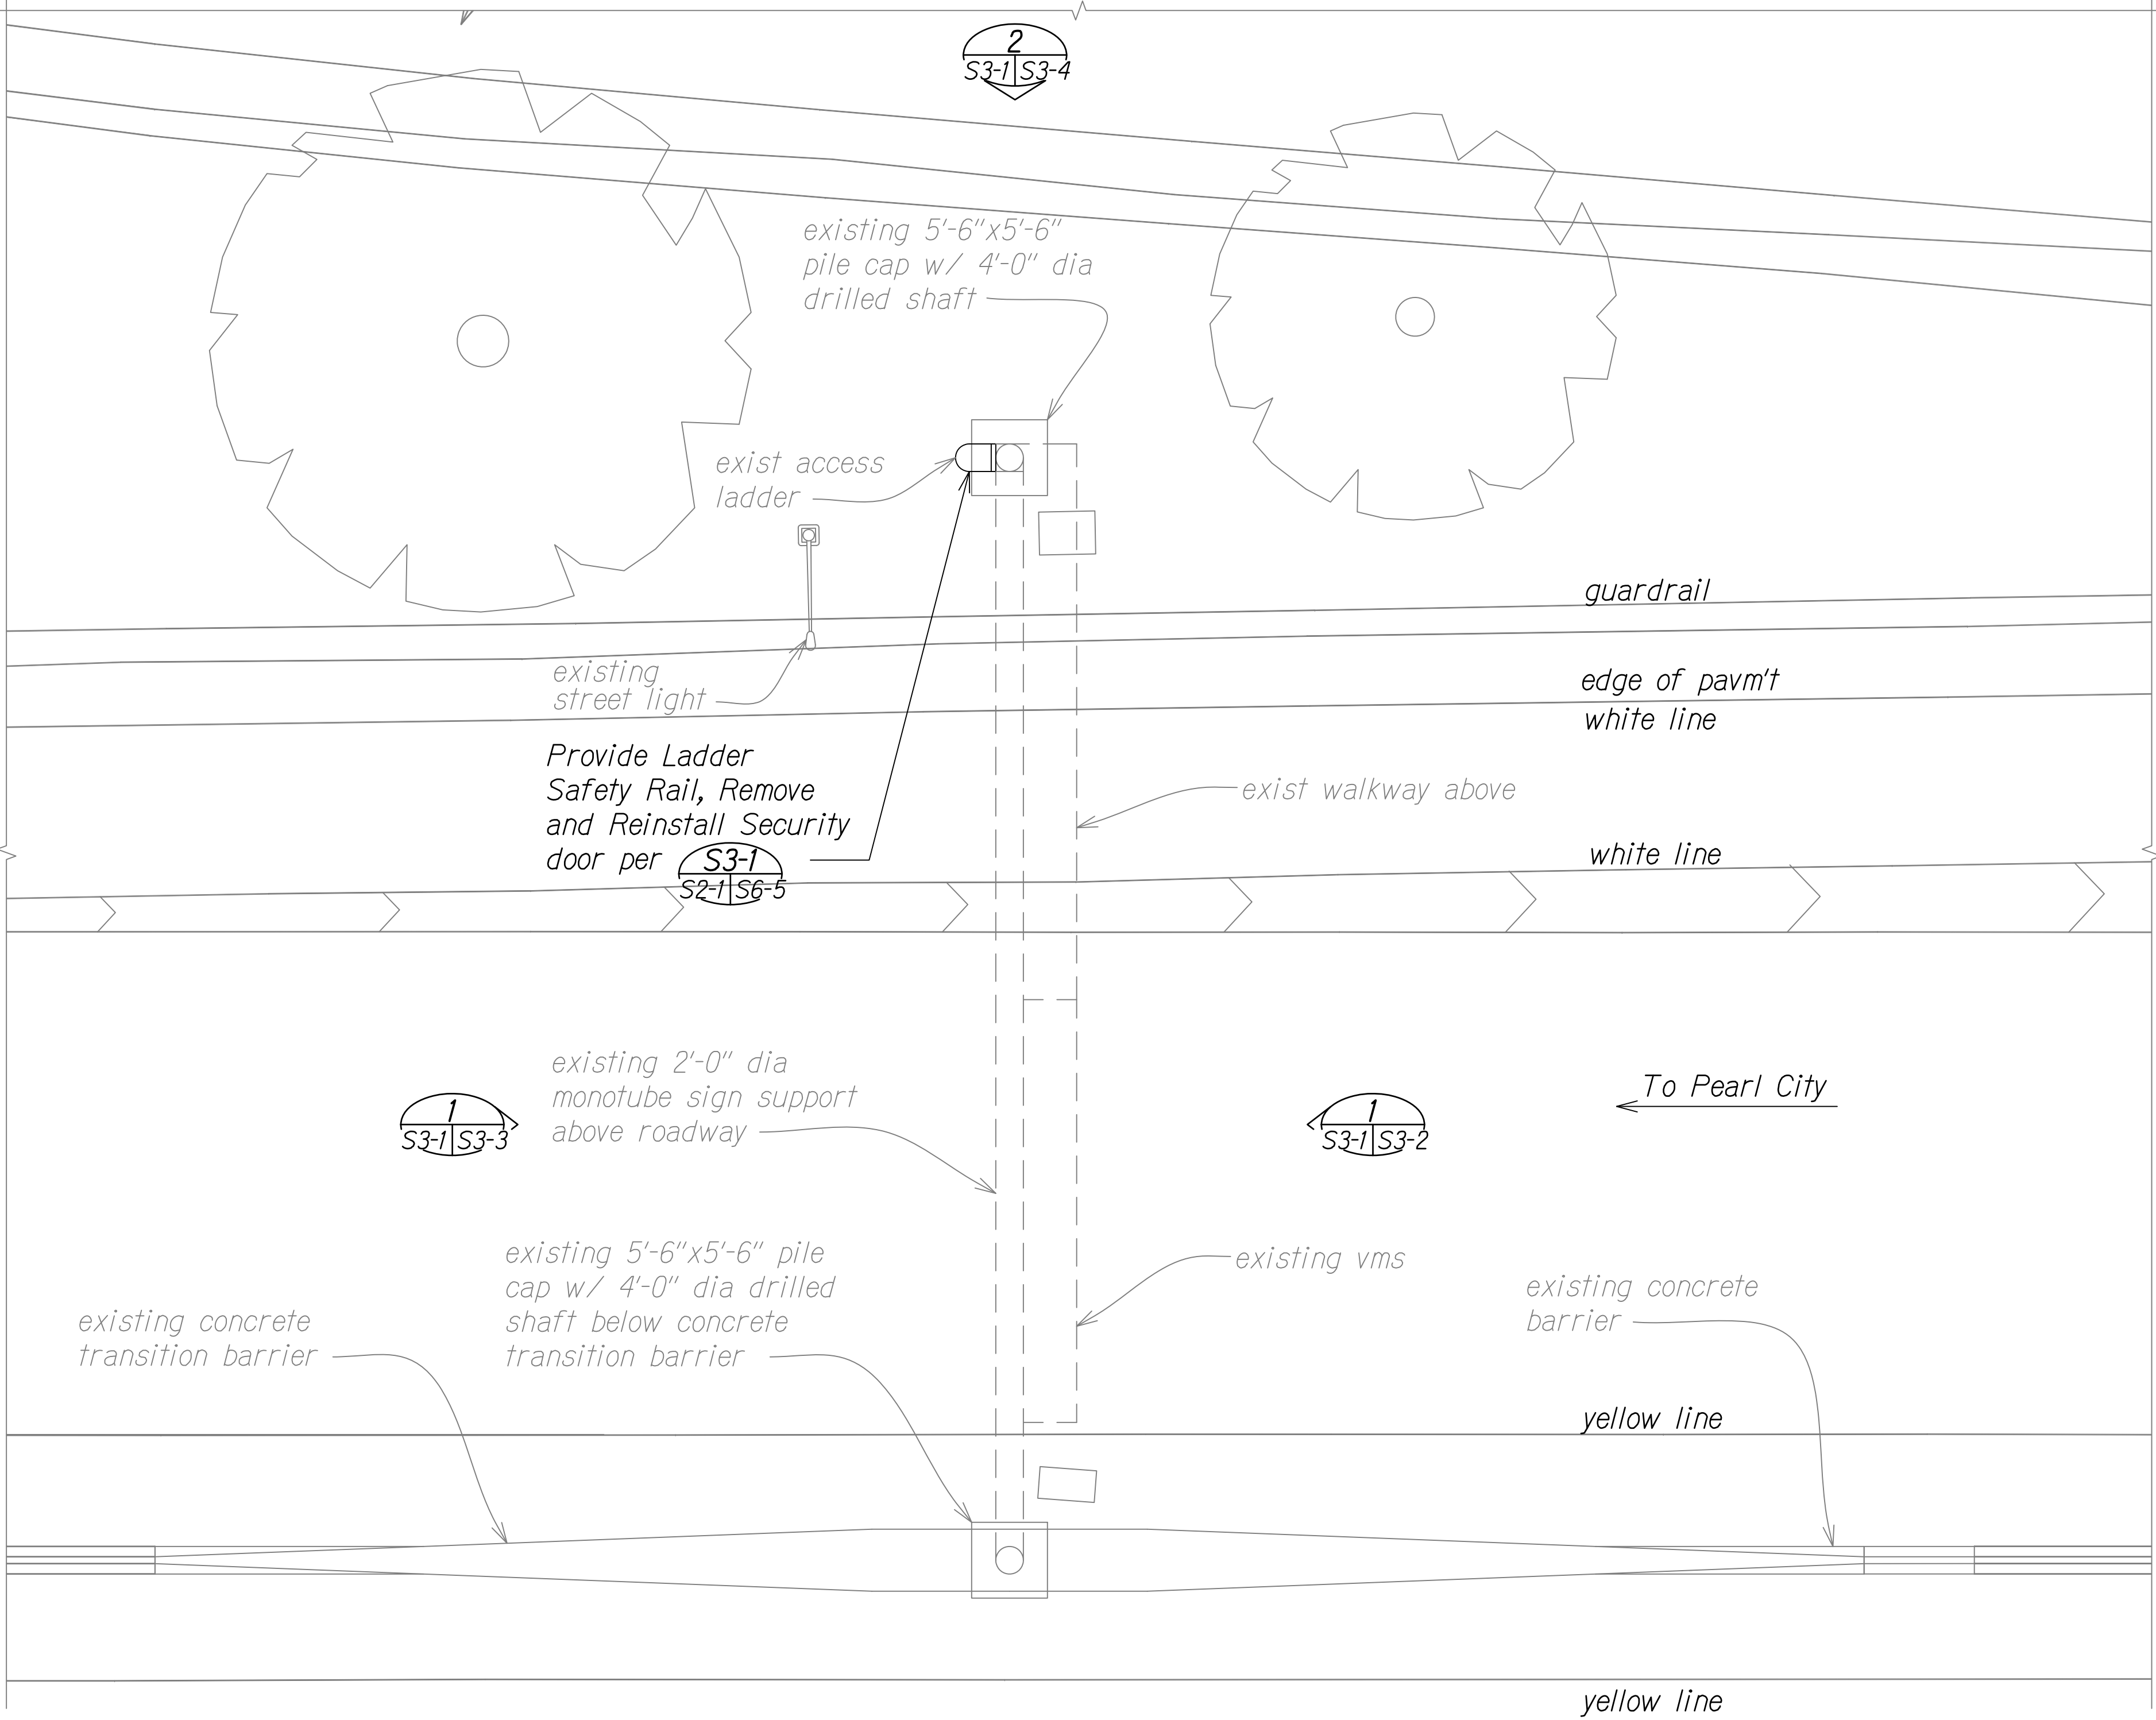 2
S3-1 S3-4
existing 5'-6"x5'-6"
pile cap w/ 4'-0" dia
drilled shaft
exist access
ladder
guardrail
existing
street light
edge of pavm't
white line
Provide Ladder
Safety Rail, Remove
and Reinstall Security
door per
S3-1
S2-1 S6-5
exist walkway above
white line
existing 2'-0" dia
monotube sign support
above roadway
1
S3-1 S3-3
1
S3-1 S3-2
To Pearl City
existing 5'-6"x5'-6" pile
cap w/ 4'-0" dia drilled
shaft below concrete
transition barrier
existing vms
existing concrete
barrier
existing concrete
transition barrier
yellow line
yellow line